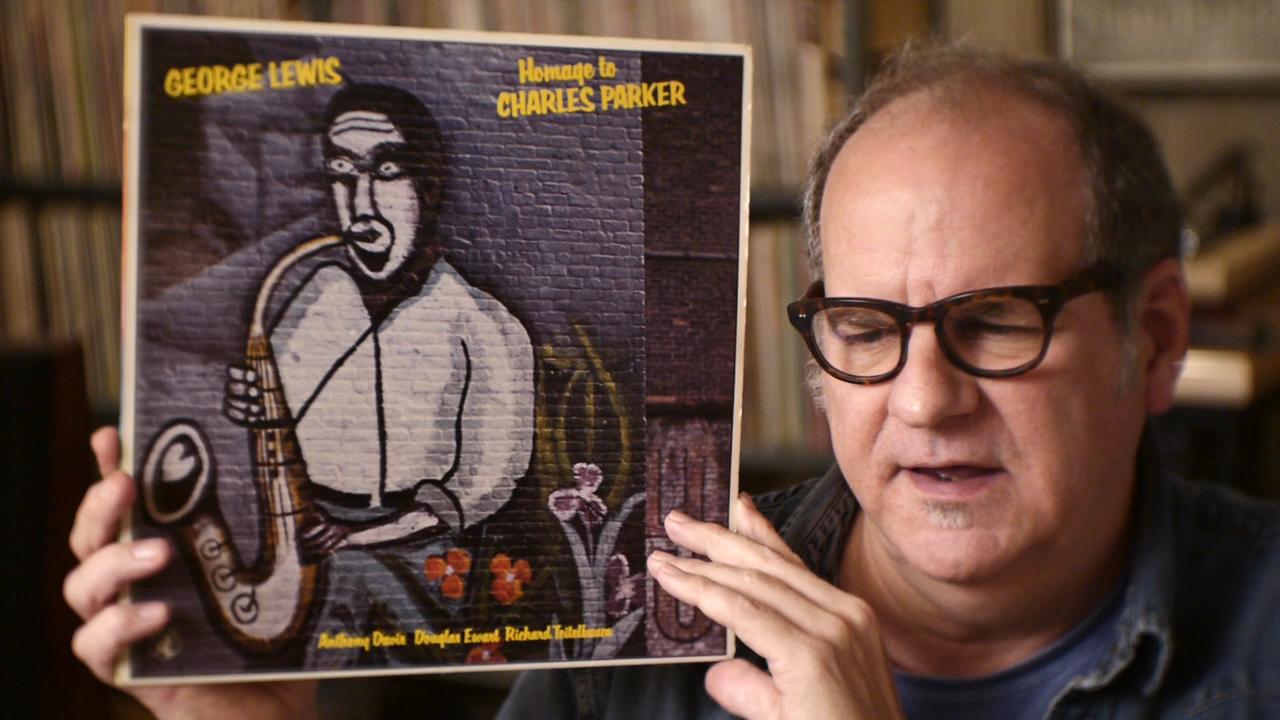 GEORGE LEWIS
Homage to
CHARLES PARKER
Anthony Davis Douglas Ewart Richard Teitelbaum